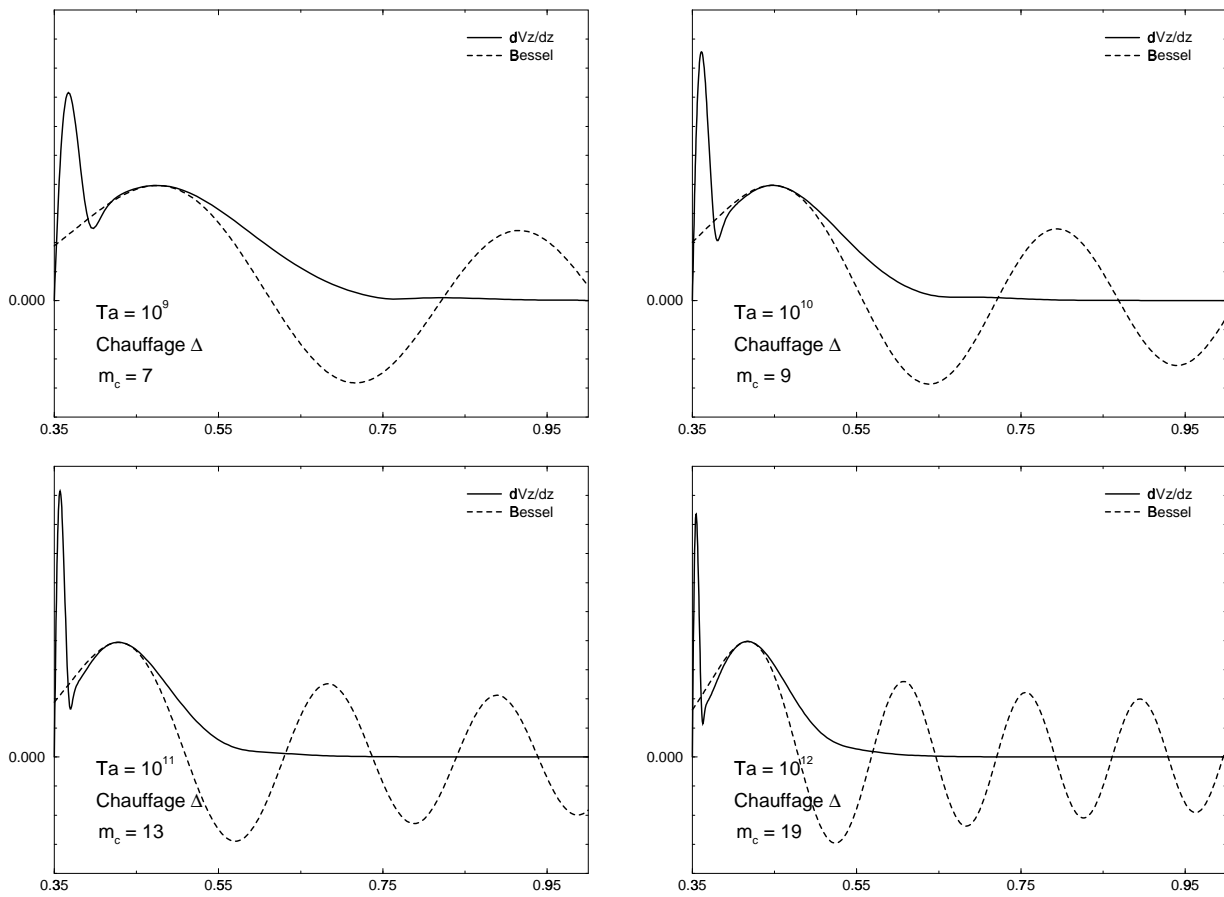 dVz/dz
Bessel
0.000
Ta = 10^9
Chauffage Δ
m_c = 7
0.35 0.55 0.75 0.95
dVz/dz
Bessel
0.000
Ta = 10^10
Chauffage Δ
m_c = 9
0.35 0.55 0.75 0.95
dVz/dz
Bessel
0.000
Ta = 10^11
Chauffage Δ
m_c = 13
0.35 0.55 0.75 0.95
dVz/dz
Bessel
0.000
Ta = 10^12
Chauffage Δ
m_c = 19
0.35 0.55 0.75 0.95